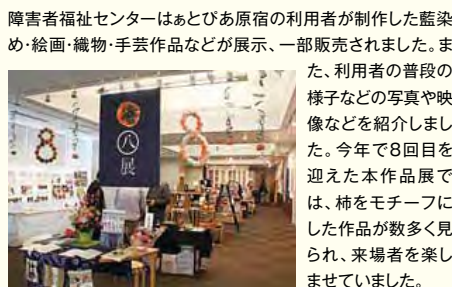 障害者福祉センターはぁとぴあ原宿の利用者が制作した藍染
め・絵画・織物・手芸作品などが展示、一部販売されました。ま
た、利用者の普段の
様子などの写真や映
像などを紹介しまし
た。今年で8回目を
迎えた本作品展で
は、柿をモチーフに
した作品が数多く見
られ、来場者を楽し
ませていました。
八
展